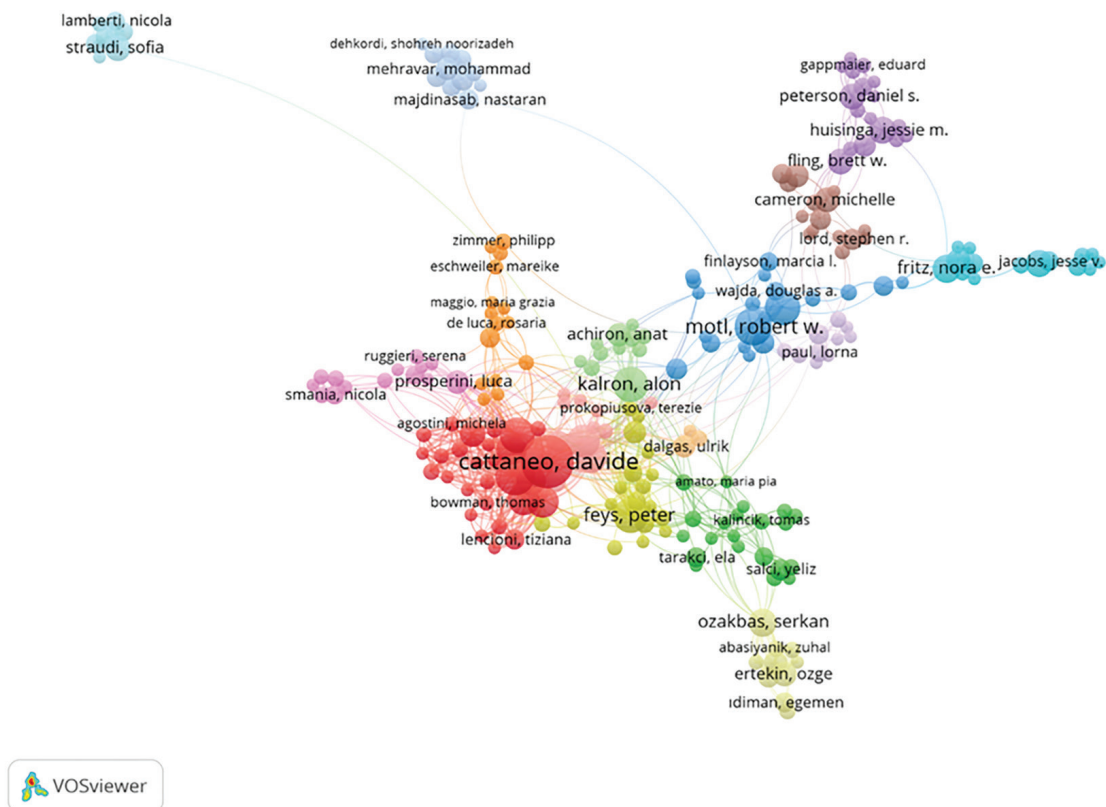 lamberti, nicola
straudi, sofia
dehkordi, shohreh noorizadeh
mehravar, mohammad
majdinasab, nastaran
gappmaier, eduard
peterson, daniel s.
huisinga, jessie m.
fling, brett w.
cameron, michelle
lord, stephen r.
zimmer, philipp
finlayson, marcia l.
fritz, nora e.
jacobs, jesse v.
eschweiler, mareike
wajda, douglas a.
maggio, maria grazia
de luca, rosaria
achiron, anat
motl, robert w.
paul, lorna
ruggieri, serena
prosperini, luca
kalron, alon
smania, nicola
prokopiusova, terezie
agostini, michela
dalgas, ulrik
cattaneo, davide
amato, maria pia
bowman, thomas
feys, peter
kalincik, tomas
lencioni, tiziana
tarakci, ela
salci, yeliz
ozakbas, serkan
abasiyanik, zuhal
ertekin, ozge
ıdiman, egemen
VOSviewer